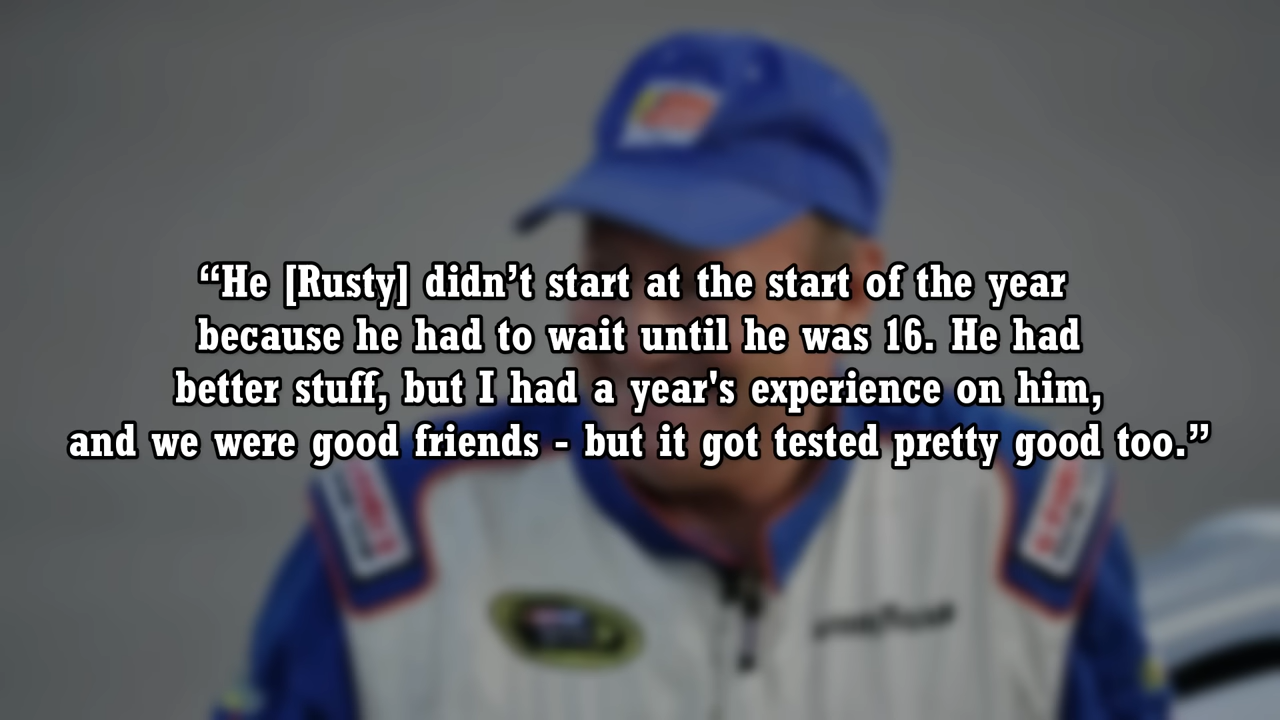 “He [Rusty] didn’t start at the start of the year
because he had to wait until he was 16. He had
better stuff, but I had a year's experience on him,
and we were good friends - but it got tested pretty good too.”